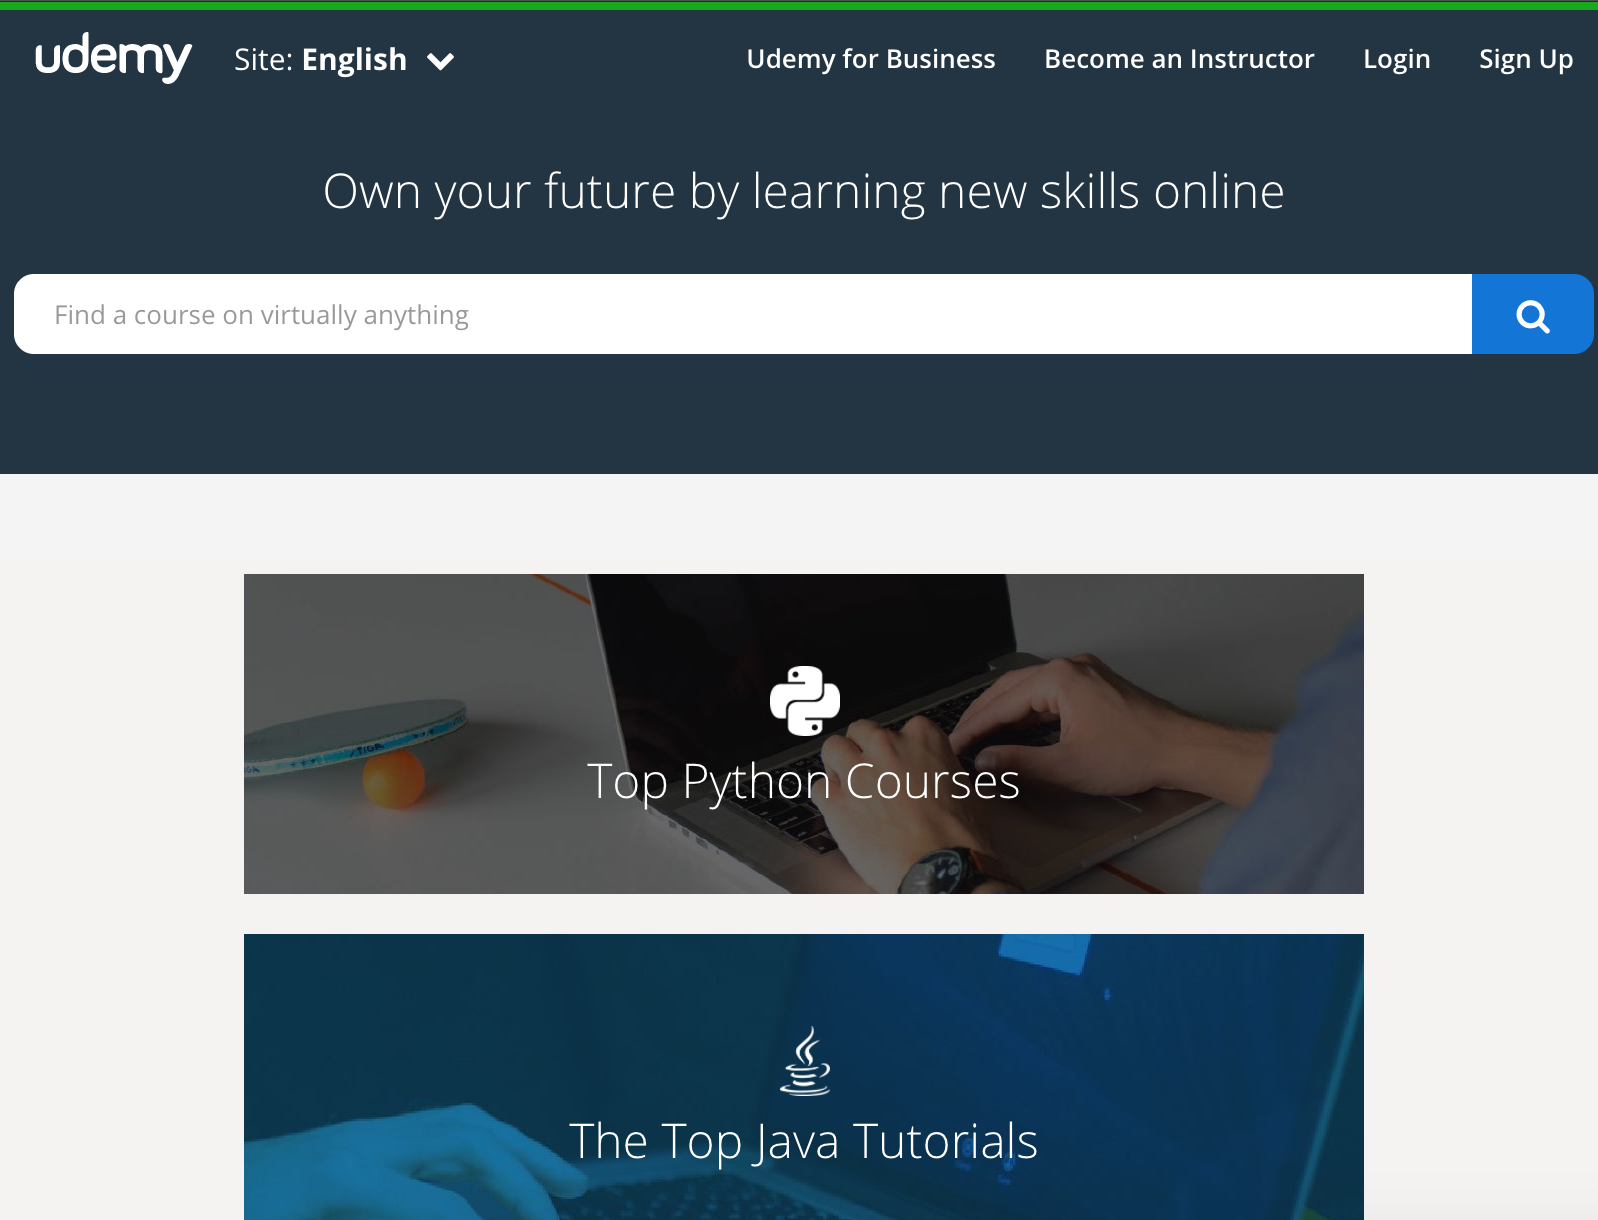 udemy
Site: English
Udemy for Business
Become an Instructor
Login
Sign Up
Own your future by learning new skills online
Find a course on virtually anything
STIGA
Top Python Courses
The Top Java Tutorials